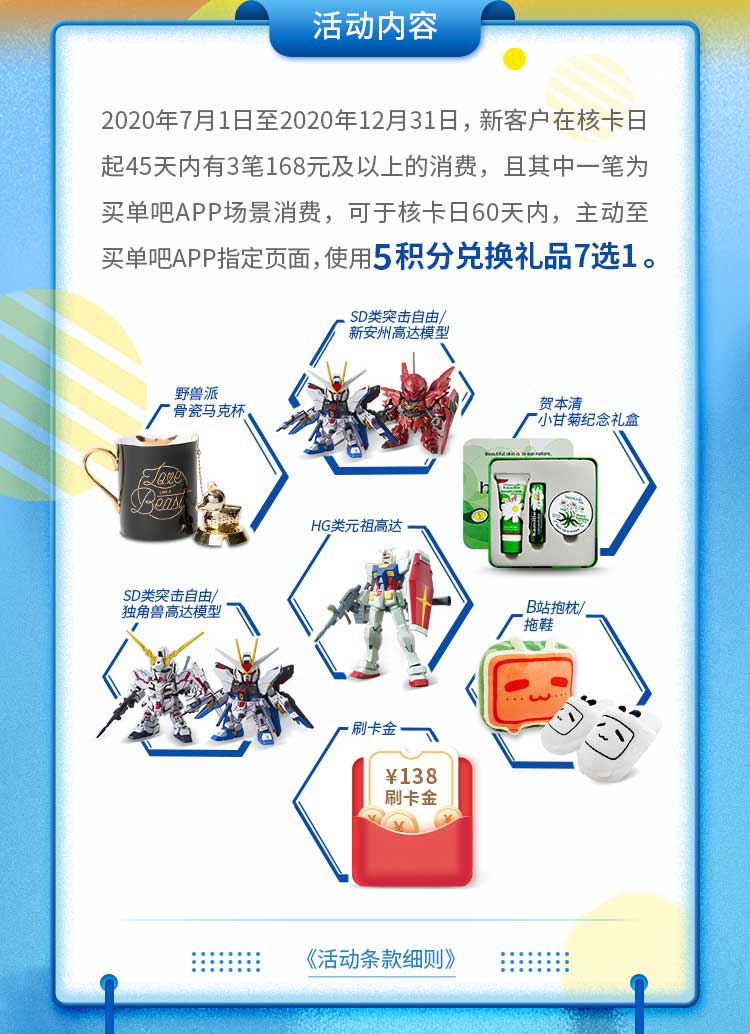 活动内容
2020年7月1日至2020年12月31日，新客户在核卡日
起45天内有3笔168元及以上的消费，且其中一笔为
买单吧APP场景消费，可于核卡日60天内，主动至
买单吧APP指定页面，使用5积分兑换礼品7选1。
SD类突击自由/
新安州高达模型
野兽派
骨瓷马克杯
贺本清
小甘菊纪念礼盒
Love
LIKE A
Beast
Beautiful skin is in our nature.
HG类元祖高达
SD类突击自由/
独角兽高达模型
B站抱枕/
拖鞋
刷卡金
¥138
刷卡金
《活动条款细则》